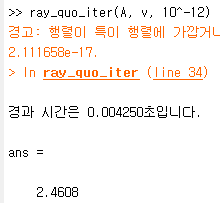 >> ray_quo_iter(A, v, 10^-12)
경고: 행렬이 특이 행렬에 가깝거나
2.111658e-17.
> In ray_quo_iter (line 34)
경과 시간은 0.004250초입니다.
ans =
2.4608